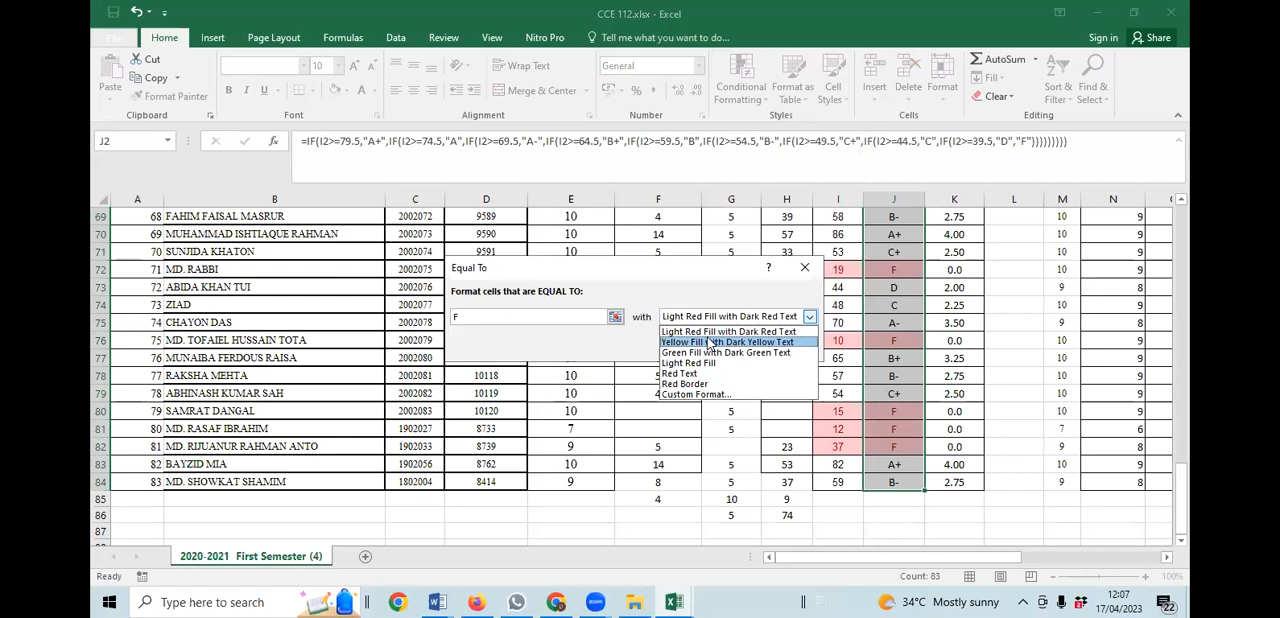 CCE 112.xlsx - Excel
File Home Insert Page Layout Formulas Data Review View Nitro Pro Tell me what you want to do... Sign in Share
Paste Cut Copy Format Painter Clipboard
10 B I U A Font
Wrap Text Merge & Center Alignment
General % Number
Conditional Formatting Format as Table Cell Styles Styles
Insert Delete Format Cells
AutoSum Fill Clear Sort & Filter Find & Select Editing
J2 fx =IF(I2>=79.5,"A+",IF(I2>=74.5,"A",IF(I2>=69.5,"A-",IF(I2>=64.5,"B+",IF(I2>=59.5,"B",IF(I2>=54.5,"B-",IF(I2>=49.5,"C+",IF(I2>=44.5,"C",IF(I2>=39.5,"D","F")))))))))
A B C D E F G H I J K L M N
69 68 FAHIM FAISAL MASRUR 2002072 9589 10 4 5 39 58 B- 2.75 10 9
70 69 MUHAMMAD ISHTIAQUE RAHMAN 2002073 9590 10 14 5 57 86 A+ 4.00 10 9
71 70 SUNJIDA KHATON 2002074 9591 10 5 5 33 53 C+ 2.50 10 9
72 71 MD. RABBI 2002075 19 F 0.0 10 9
73 72 ABIDA KHAN TUI 2002076 44 D 2.00 9 8
74 73 ZIAD 2002077 48 C 2.25 10 9
75 74 CHAYON DAS 2002078 70 A- 3.50 9 8
76 75 MD. TOFAIEL HUSSAIN TOTA 2002079 10 F 0.0 10 9
77 76 MUNAIBA FERDOUS RAISA 2002080 65 B+ 3.25 10 9
78 77 RAKSHA MEHTA 2002081 10118 10 57 B- 2.75 10 9
79 78 ABHINASH KUMAR SAH 2002082 10119 10 54 C+ 2.50 10 9
80 79 SAMRAT DANGAL 2002083 10120 10 5 15 F 0.0 10 9
81 80 MD. RASAF IBRAHIM 1902027 8733 7 5 12 F 0.0 7 6
82 81 MD. RIJUANUR RAHMAN ANTO 1902033 8739 9 5 23 37 F 0.0 9 8
83 82 BAYZID MIA 1902056 8762 10 14 5 53 82 A+ 4.00 10 9
84 83 MD. SHOWKAT SHAMIM 1802004 8414 9 8 5 37 59 B- 2.75 9 8
85 4 10 9
86 5 74
87
Equal To ?
Format cells that are EQUAL TO:
F with Light Red Fill with Dark Red Text
Light Red Fill with Dark Red Text
Yellow Fill with Dark Yellow Text
Green Fill with Dark Green Text
Light Red Fill
Red Text
Red Border
Custom Format...
2020-2021 First Semester (4)
Ready Count: 83 100%
Type here to search 34°C Mostly sunny 12:07
17/04/2023 22